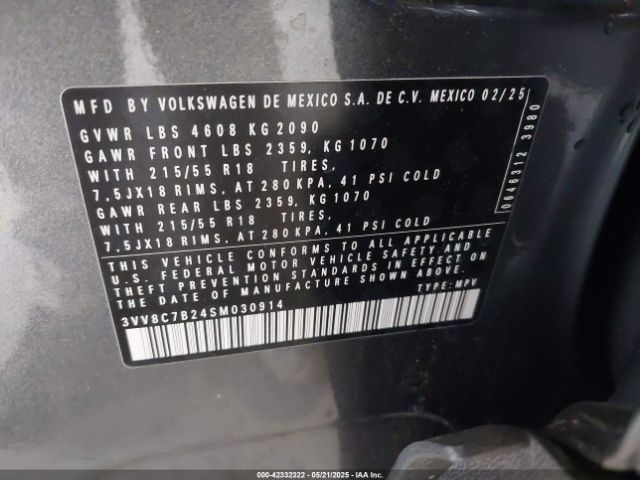 MFD BY VOLKSWAGEN DE MEXICO S.A. DE C.V. MEXICO 02/25
GVWR LBS 4608 KG 2090
GAWR FRONT LBS 2359, KG 1070
WITH 215/55 R18 TIRES,
7,5JX18 RIMS, AT 280 KPA, 41 PSI COLD
GAWR REAR LBS 2359, KG 1070
WITH 215/55 R18 TIRES,
7,5JX18 RIMS, AT 280 KPA, 41 PSI COLD
THIS VEHICLE CONFORMS TO ALL APPLICABLE
U.S. FEDERAL MOTOR VEHICLE SAFETY AND
THEFT PREVENTION STANDARDS IN EFFECT ON
THE DATE OF MANUFACTURE SHOWN ABOVE.
3VV8C7B24SM030914 TYPE: MPV
0646312 3980
000-42332322 - 05/21/2025 - IAA Inc.